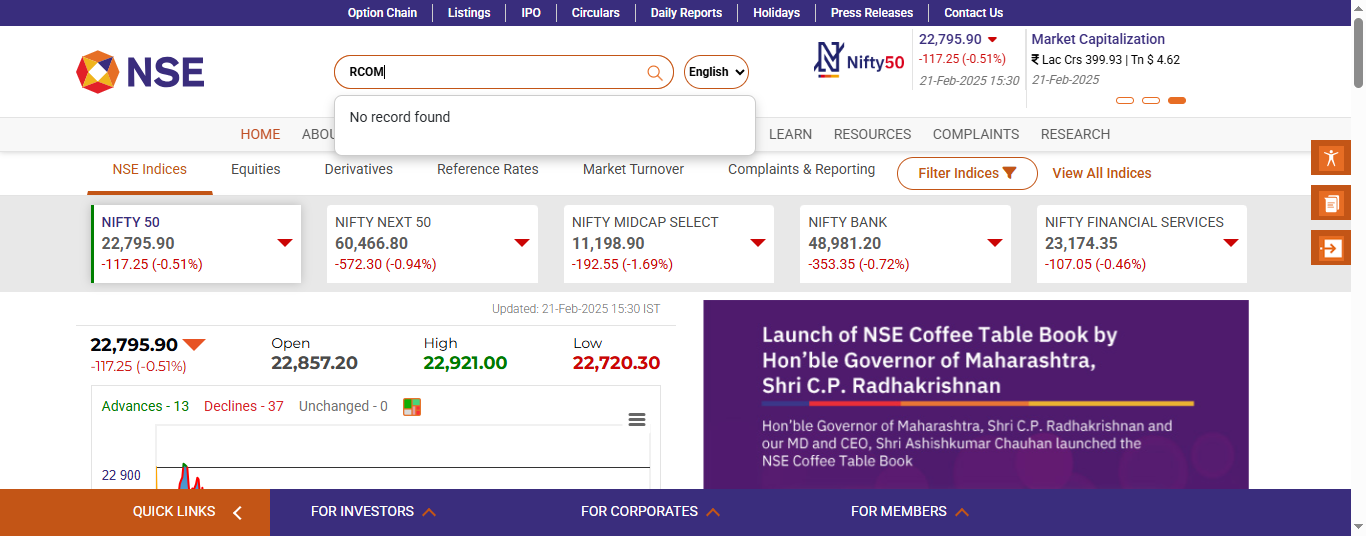 Option Chain
Listings
IPO
Circulars
Daily Reports
Holidays
Press Releases
Contact Us
NSE
RCOM
English
No record found
Nifty50
22,795.90
-117.25 (-0.51%)
21-Feb-2025 15:30
Market Capitalization
₹ Lac Crs 399.93 | Tn $ 4.62
21-Feb-2025
HOME
ABOU
LEARN
RESOURCES
COMPLAINTS
RESEARCH
NSE Indices
Equities
Derivatives
Reference Rates
Market Turnover
Complaints & Reporting
Filter Indices
View All Indices
NIFTY 50
22,795.90
-117.25 (-0.51%)
NIFTY NEXT 50
60,466.80
-572.30 (-0.94%)
NIFTY MIDCAP SELECT
11,198.90
-192.55 (-1.69%)
NIFTY BANK
48,981.20
-353.35 (-0.72%)
NIFTY FINANCIAL SERVICES
23,174.35
-107.05 (-0.46%)
Updated: 21-Feb-2025 15:30 IST
22,795.90
-117.25 (-0.51%)
Open
22,857.20
High
22,921.00
Low
22,720.30
Advances - 13
Declines - 37
Unchanged - 0
22 900
Launch of NSE Coffee Table Book by
Hon'ble Governor of Maharashtra,
Shri C.P. Radhakrishnan
Hon'ble Governor of Maharashtra, Shri C.P. Radhakrishnan and
our MD and CEO, Shri Ashishkumar Chauhan launched the
NSE Coffee Table Book
QUICK LINKS
FOR INVESTORS
FOR CORPORATES
FOR MEMBERS